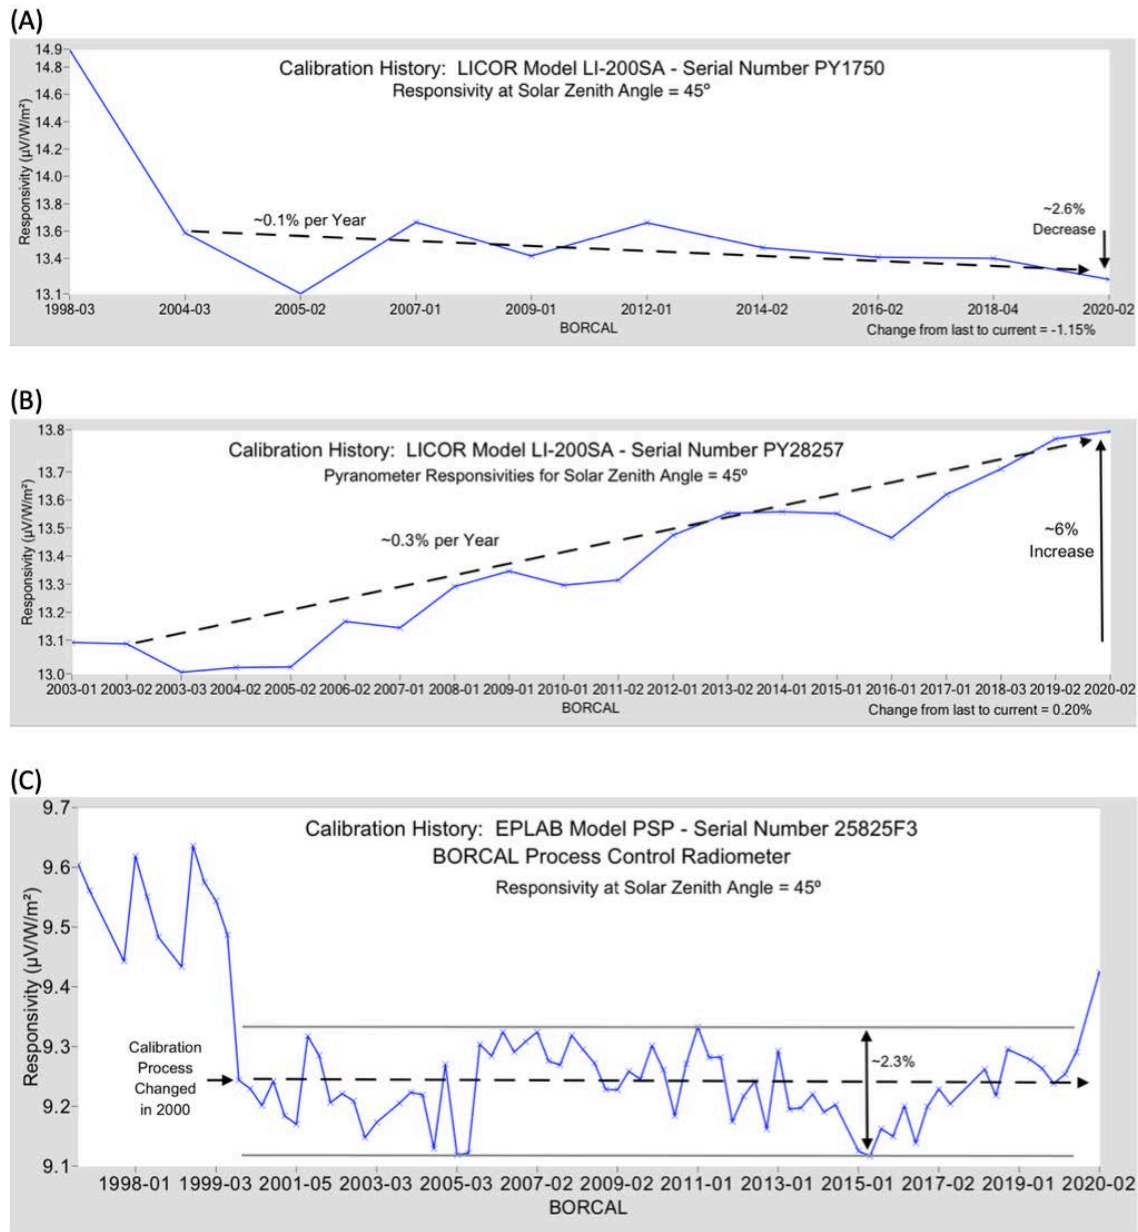 (A)
Calibration History: LICOR Model LI-200SA - Serial Number PY1750
Responsivity at Solar Zenith Angle = 45º
Responsivity (µV/W/m²)
14.9
14.8
14.6
14.4
14.2
14.0
13.8
13.6
13.4
13.1
~0.1% per Year
~2.6%
Decrease
1998-03 2004-03 2005-02 2007-01 2009-01 2012-01 2014-02 2016-02 2018-04 2020-02
BORCAL
Change from last to current = -1.15%
(B)
Calibration History: LICOR Model LI-200SA - Serial Number PY28257
Pyranometer Responsivities for Solar Zenith Angle = 45º
Responsivity (µV/W/m²)
13.8
13.7
13.6
13.5
13.4
13.3
13.2
13.1
13.0
~0.3% per Year
~6%
Increase
2003-01 2003-02 2003-03 2004-02 2005-02 2006-02 2007-01 2008-01 2009-01 2010-01 2011-02 2012-01 2013-02 2014-01 2015-01 2016-01 2017-01 2018-03 2019-02 2020-02
BORCAL
Change from last to current = 0.20%
(C)
Calibration History: EPLAB Model PSP - Serial Number 25825F3
BORCAL Process Control Radiometer
Responsivity at Solar Zenith Angle = 45º
Responsivity (µV/W/m²)
9.7
9.6
9.5
9.4
9.3
9.2
9.1
Calibration
Process
Changed
in 2000
~2.3%
1998-01 1999-03 2001-05 2003-03 2005-03 2007-02 2009-02 2011-01 2013-01 2015-01 2017-02 2019-01 2020-02
BORCAL